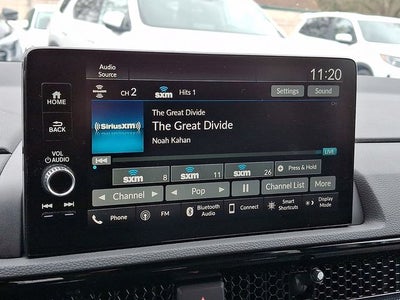 Audio
Source
11:20
HOME
CH 2
sxm
Hits 1
Settings
Sound
BACK
The Great Divide
The Great Divide
Noah Kahan
SiriusXM
VOL
AUDIO
LIVE
sxm 8
sxm 11
sxm 26
Press & Hold
Channel
Pop
Channel List
More
Phone
FM
Bluetooth
Audio
Connect
Smart
Shortcuts
Display
Mode